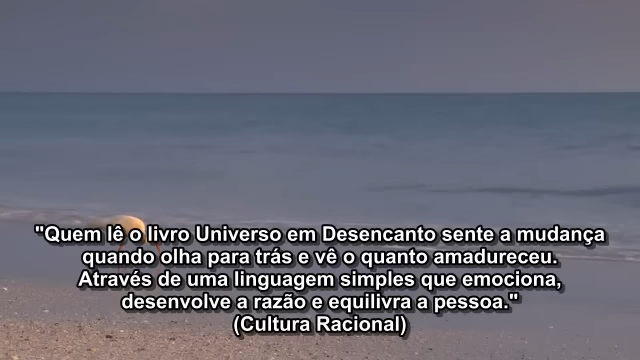 "Quem lê o livro Universo em Desencanto sente a mudança
quando olha para trás e vê o quanto amadureceu.
Através de uma linguagem simples que emociona,
desenvolve a razão e equilivra a pessoa."
(Cultura Racional)